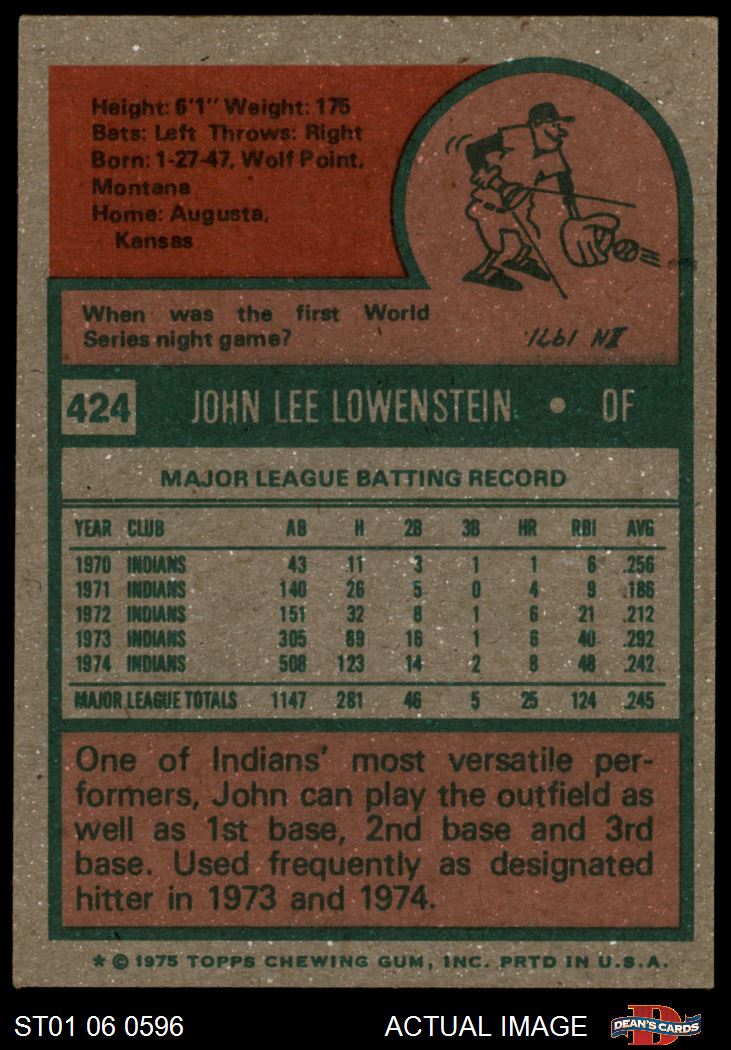 Height: 6'1" Weight: 175
Bats: Left Throws: Right
Born: 1-27-47, Wolf Point,
Montana
Home: Augusta,
Kansas
When was the first World
Series night game?
IN 1971.
424 JOHN LEE LOWENSTEIN • OF
MAJOR LEAGUE BATTING RECORD
YEAR CLUB AB H 2B 3B HR RBI AVG
1970 INDIANS 43 11 3 1 1 6 .256
1971 INDIANS 140 26 5 0 4 9 .186
1972 INDIANS 151 32 8 1 6 21 .212
1973 INDIANS 305 89 16 1 6 40 .292
1974 INDIANS 508 123 14 2 8 48 .242
MAJOR LEAGUE TOTALS 1147 281 46 5 25 124 .245
One of Indians' most versatile per-
formers, John can play the outfield as
well as 1st base, 2nd base and 3rd
base. Used frequently as designated
hitter in 1973 and 1974.
* © 1975 TOPPS CHEWING GUM, INC. PRTD IN U.S.A.
ST01 06 0596 ACTUAL IMAGE DEAN'S CARDS